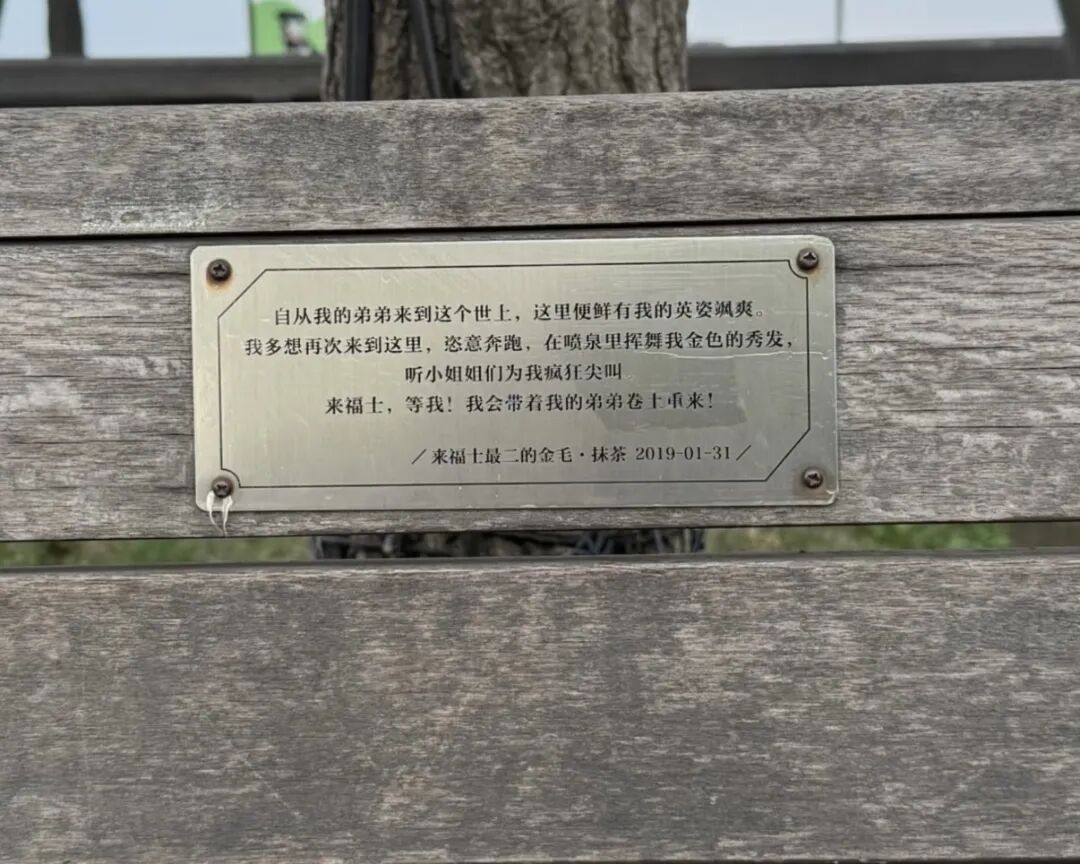 自从我的弟弟来到这个世上，这里便鲜有我的英姿飒爽。
我多想再次来到这里，恣意奔跑，在喷泉里挥舞我金色的秀发，
听小姐姐们为我疯狂尖叫。
来福士，等我！我会带着我的弟弟卷土重来！
／来福士最二的金毛·抹茶 2019-01-31／